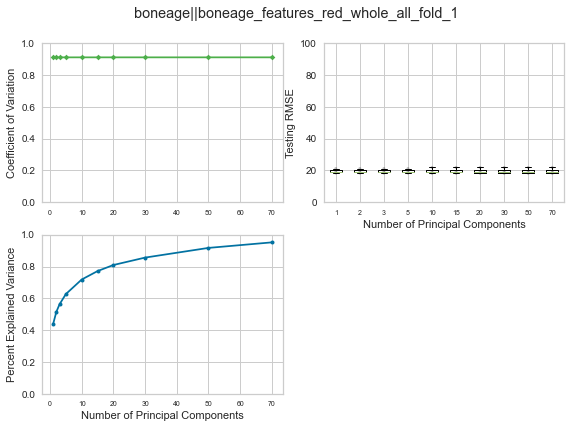 boneage||boneage_features_red_whole_all_fold_1
Coefficient of Variation
1.0
0.8
0.6
0.4
0.2
0.0
0 10 20 30 40 50 60 70
Testing RMSE
100
80
60
40
20
0
1 2 3 5 10 15 20 30 50 70
Number of Principal Components
Percent Explained Variance
1.0
0.8
0.6
0.4
0.2
0.0
0 10 20 30 40 50 60 70
Number of Principal Components